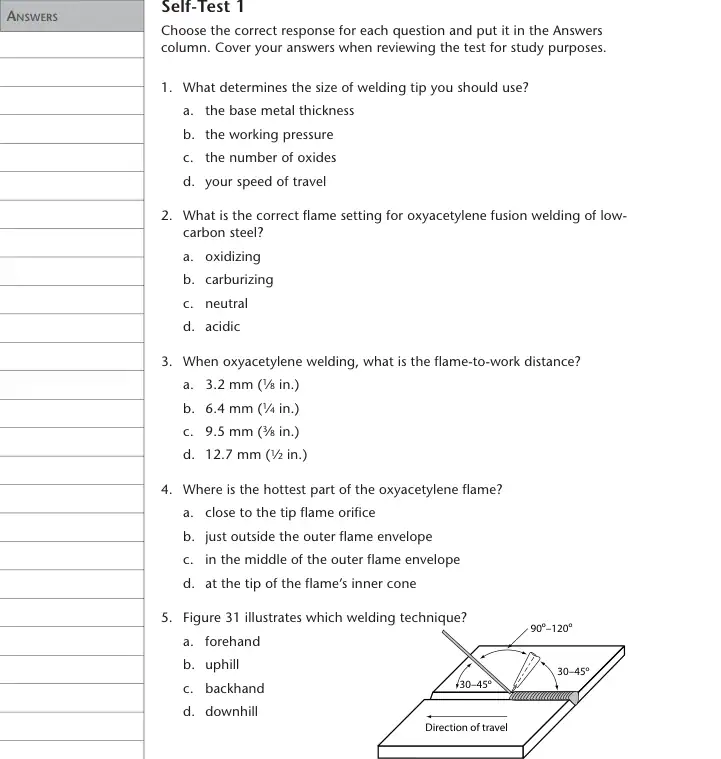 ANSWERS
Self-Test 1
Choose the correct response for each question and put it in the Answers
column. Cover your answers when reviewing the test for study purposes.
1. What determines the size of welding tip you should use?
a. the base metal thickness
b. the working pressure
c. the number of oxides
d. your speed of travel
2. What is the correct flame setting for oxyacetylene fusion welding of low-
carbon steel?
a. oxidizing
b. carburizing
c. neutral
d. acidic
3. When oxyacetylene welding, what is the flame-to-work distance?
a. 3.2 mm (⅛ in.)
b. 6.4 mm (¼ in.)
c. 9.5 mm (⅜ in.)
d. 12.7 mm (½ in.)
4. Where is the hottest part of the oxyacetylene flame?
a. close to the tip flame orifice
b. just outside the outer flame envelope
c. in the middle of the outer flame envelope
d. at the tip of the flame’s inner cone
5. Figure 31 illustrates which welding technique?
a. forehand
b. uphill
c. backhand
d. downhill
90º–120º
30–45º
30–45º
Direction of travel